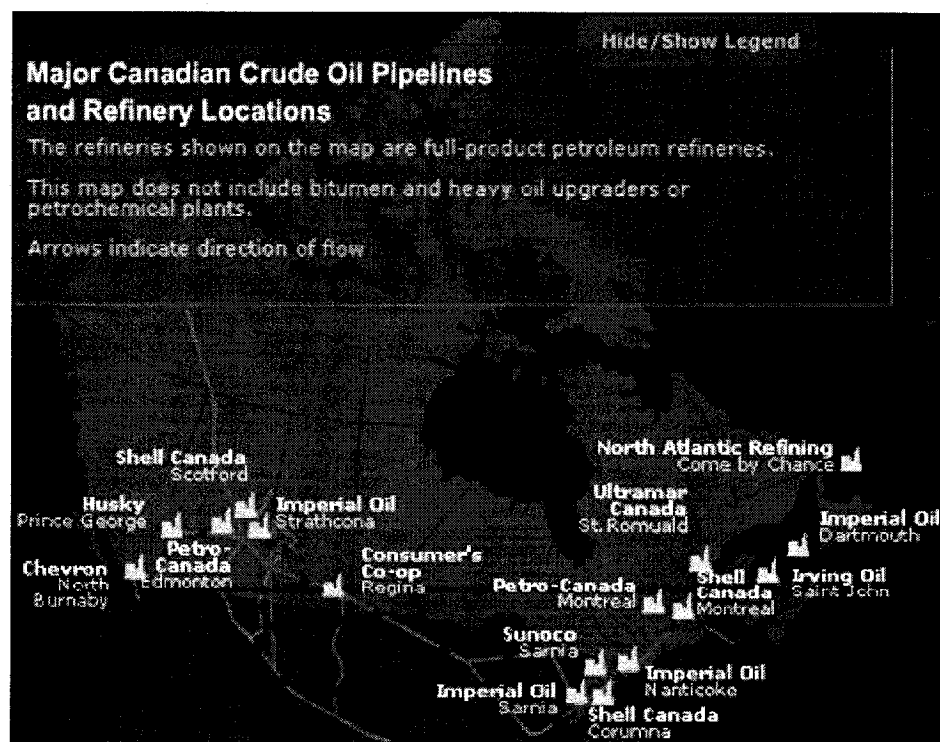 Hide/Show Legend
Major Canadian Crude Oil Pipelines
and Refinery Locations
The refineries shown on the map are full-product petroleum refineries.
This map does not include bitumen and heavy oil upgraders or
petrochemical plants.
Arrows indicate direction of flow
Shell Canada
Scotford
Husky
Prince George
Imperial Oil
Strathcona
Petro-
Canada
Edmonton
Chevron
North
Burnaby
Consumer's
Co-op
Regina
North Atlantic Refining
Come by Chance
Ultramar
Canada
St. Romuald
Imperial Oil
Dartmouth
Irving Oil
Saint John
Petro-Canada
Montreal
Shell
Canada
Montreal
Sunoco
Sarnia
Imperial Oil
Nanticoke
Imperial Oil
Sarnia
Shell Canada
Corunna